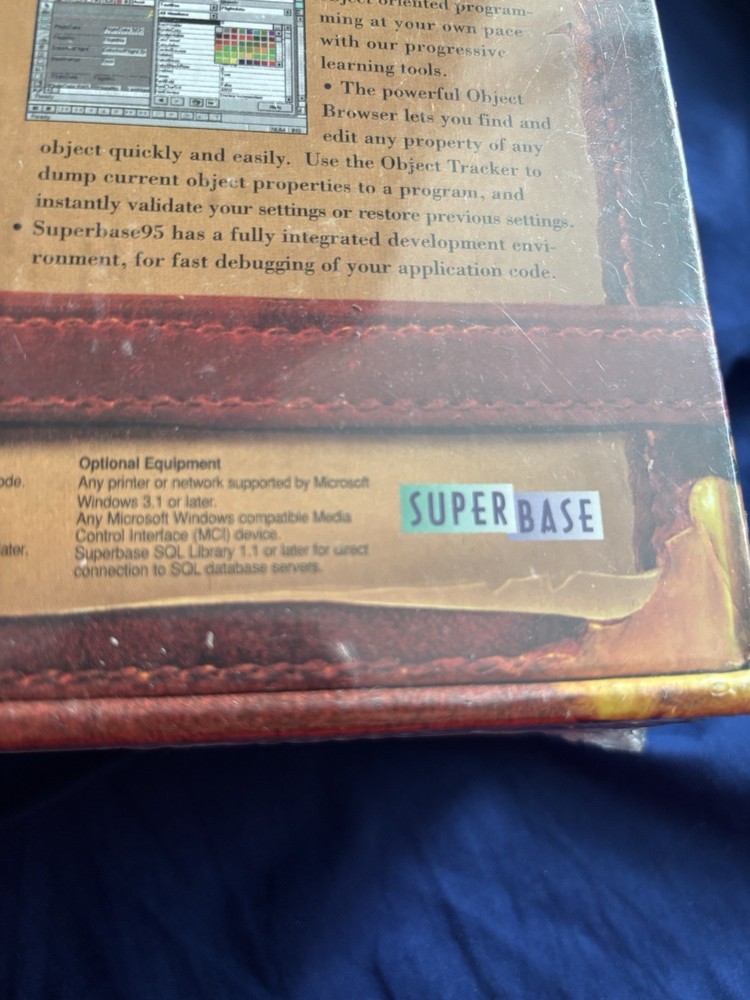 object oriented program-
ming at your own pace
with our progressive
learning tools.
• The powerful Object
Browser lets you find and
edit any property of any
object quickly and easily. Use the Object Tracker to
dump current object properties to a program, and
instantly validate your settings or restore previous settings.
• Superbase95 has a fully integrated development envi-
ronment, for fast debugging of your application code.
Optional Equipment
ode.
Any printer or network supported by Microsoft
Windows 3.1 or later.
Any Microsoft Windows compatible Media
Control Interface (MCI) device.
ater.
Superbase SQL Library 1.1 or later for direct
connection to SQL database servers.
SUPERBASE